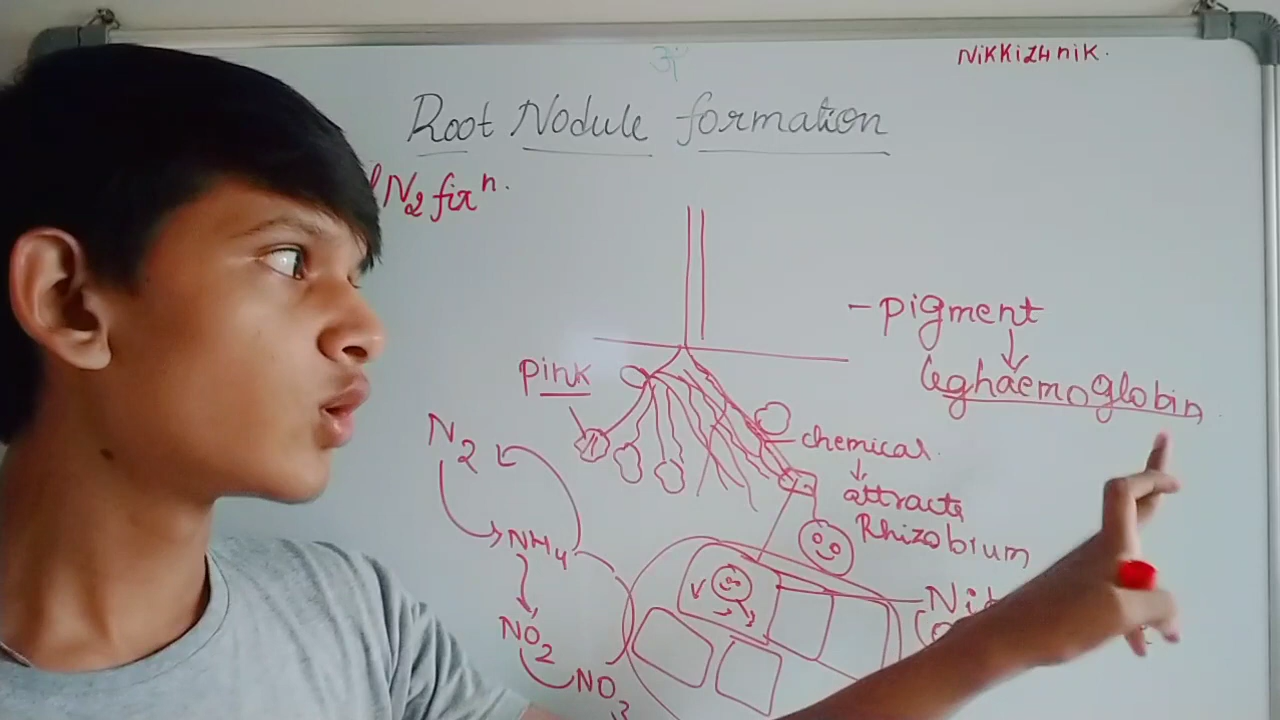 Nikkizhnik.
Root Nodule formation
N2 fixn.
- pigment
leghaemoglobin
pink
N2
chemical.
attracts
Rhizobium
NH4
NO2
NO3